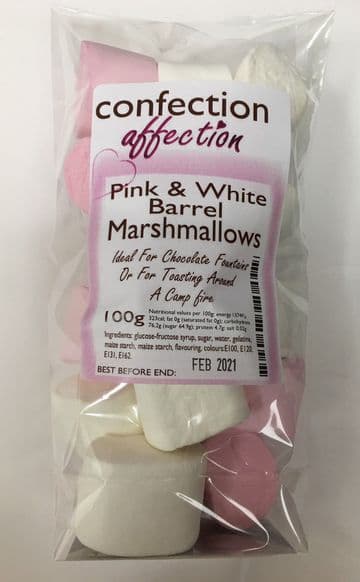 confection
affection
Pink & White
Barrel
Marshmallows
Ideal For Chocolate Fountains
Or For Toasting Around
A Camp fire
100g
Nutritional values per 100g: energy
323cal; fat 0g (saturated fat 0g); carbohydrate
76.2g (sugar 64.9g); protein 4.7g; salt 0.02g
Ingredients: glucose-fructose syrup, sugar, water, gelatine,
maize starch, maize starch, flavouring, colours:E100, E120,
E131, E162.
BEST BEFORE END:
FEB 2021